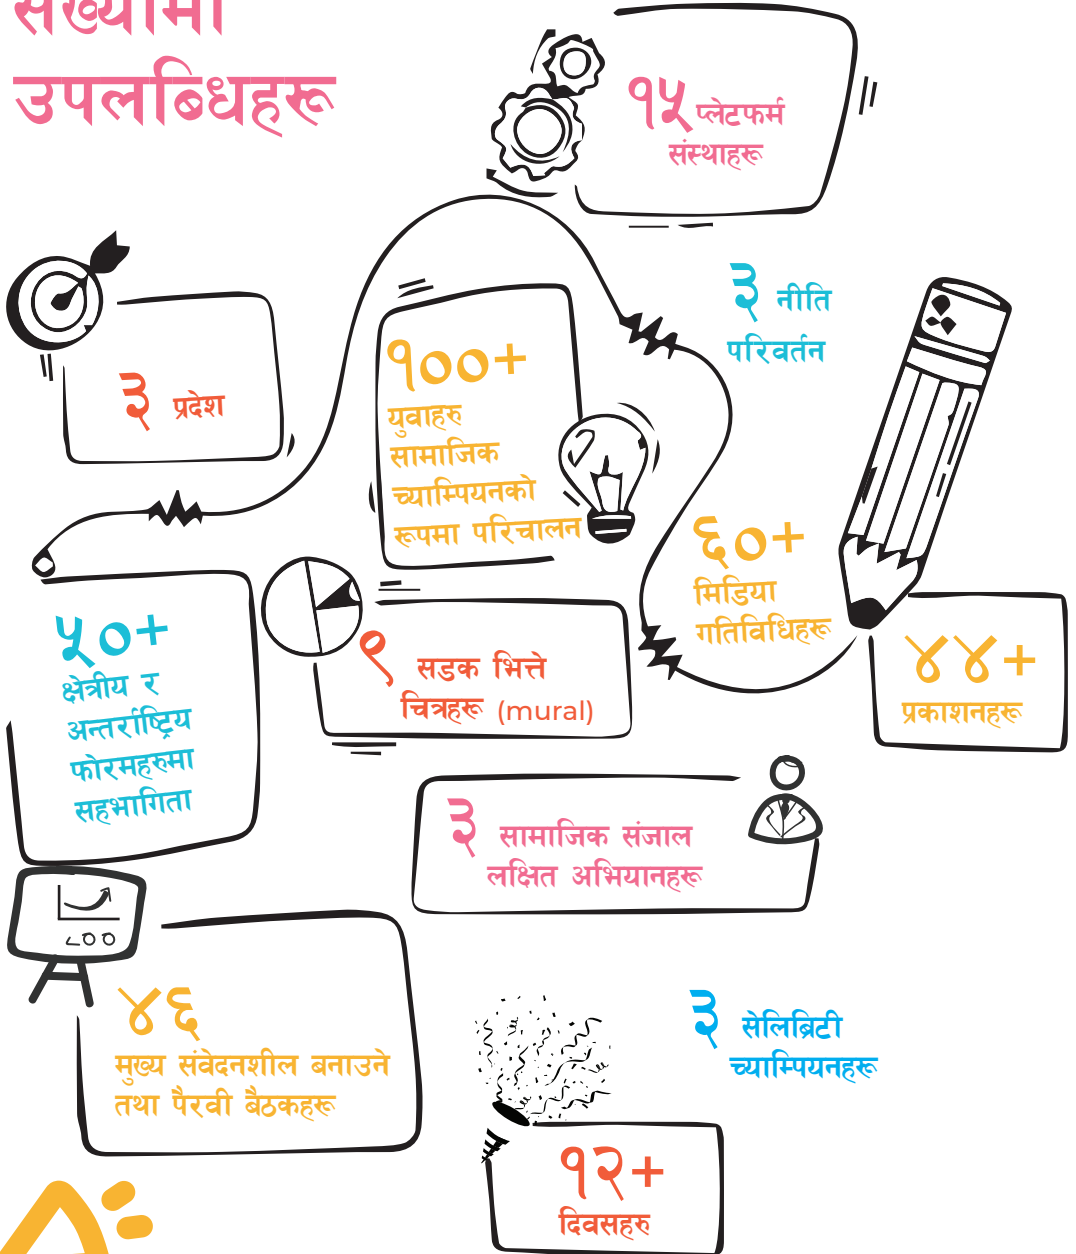 संख्यामा
उपलब्धिहरू
१५ प्लेटफर्म
संस्थाहरू
३ नीति
परिवर्तन
३ प्रदेश
१००+
युवाहरु
सामाजिक
च्याम्पियनको
रूपमा परिचालन
६०+
मिडिया
गतिविधिहरू
५०+
क्षेत्रीय र
अन्तर्राष्ट्रिय
फोरमहरुमा
सहभागिता
९ सडक भित्ते
चित्रहरू (mural)
४४+
प्रकाशनहरू
३ सामाजिक संजाल
लक्षित अभियानहरू
४६
मुख्य संवेदनशील बनाउने
तथा पैरवी बैठकहरू
३ सेलिब्रिटी
च्याम्पियनहरू
१२+
दिवसहरु